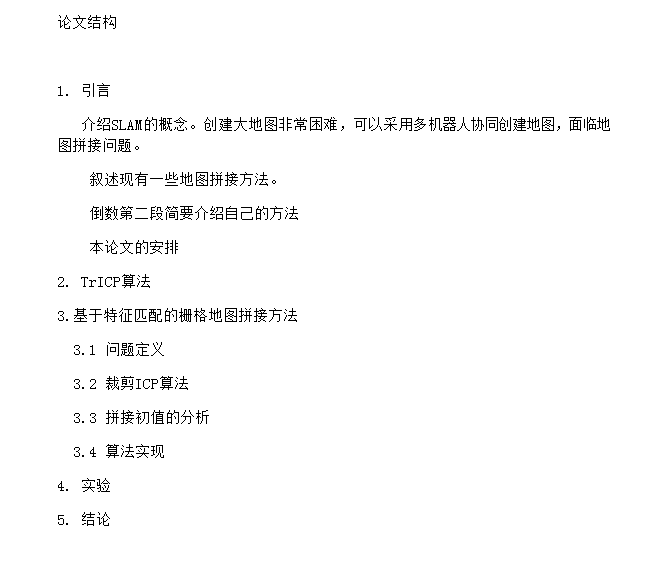 论文结构
1. 引言
介绍SLAM的概念。创建大地图非常困难，可以采用多机器人协同创建地图，面临地
图拼接问题。
叙述现有一些地图拼接方法。
倒数第二段简要介绍自己的方法
本论文的安排
2. TrICP算法
3.基于特征匹配的栅格地图拼接方法
3.1 问题定义
3.2 裁剪ICP算法
3.3 拼接初值的分析
3.4 算法实现
4. 实验
5. 结论